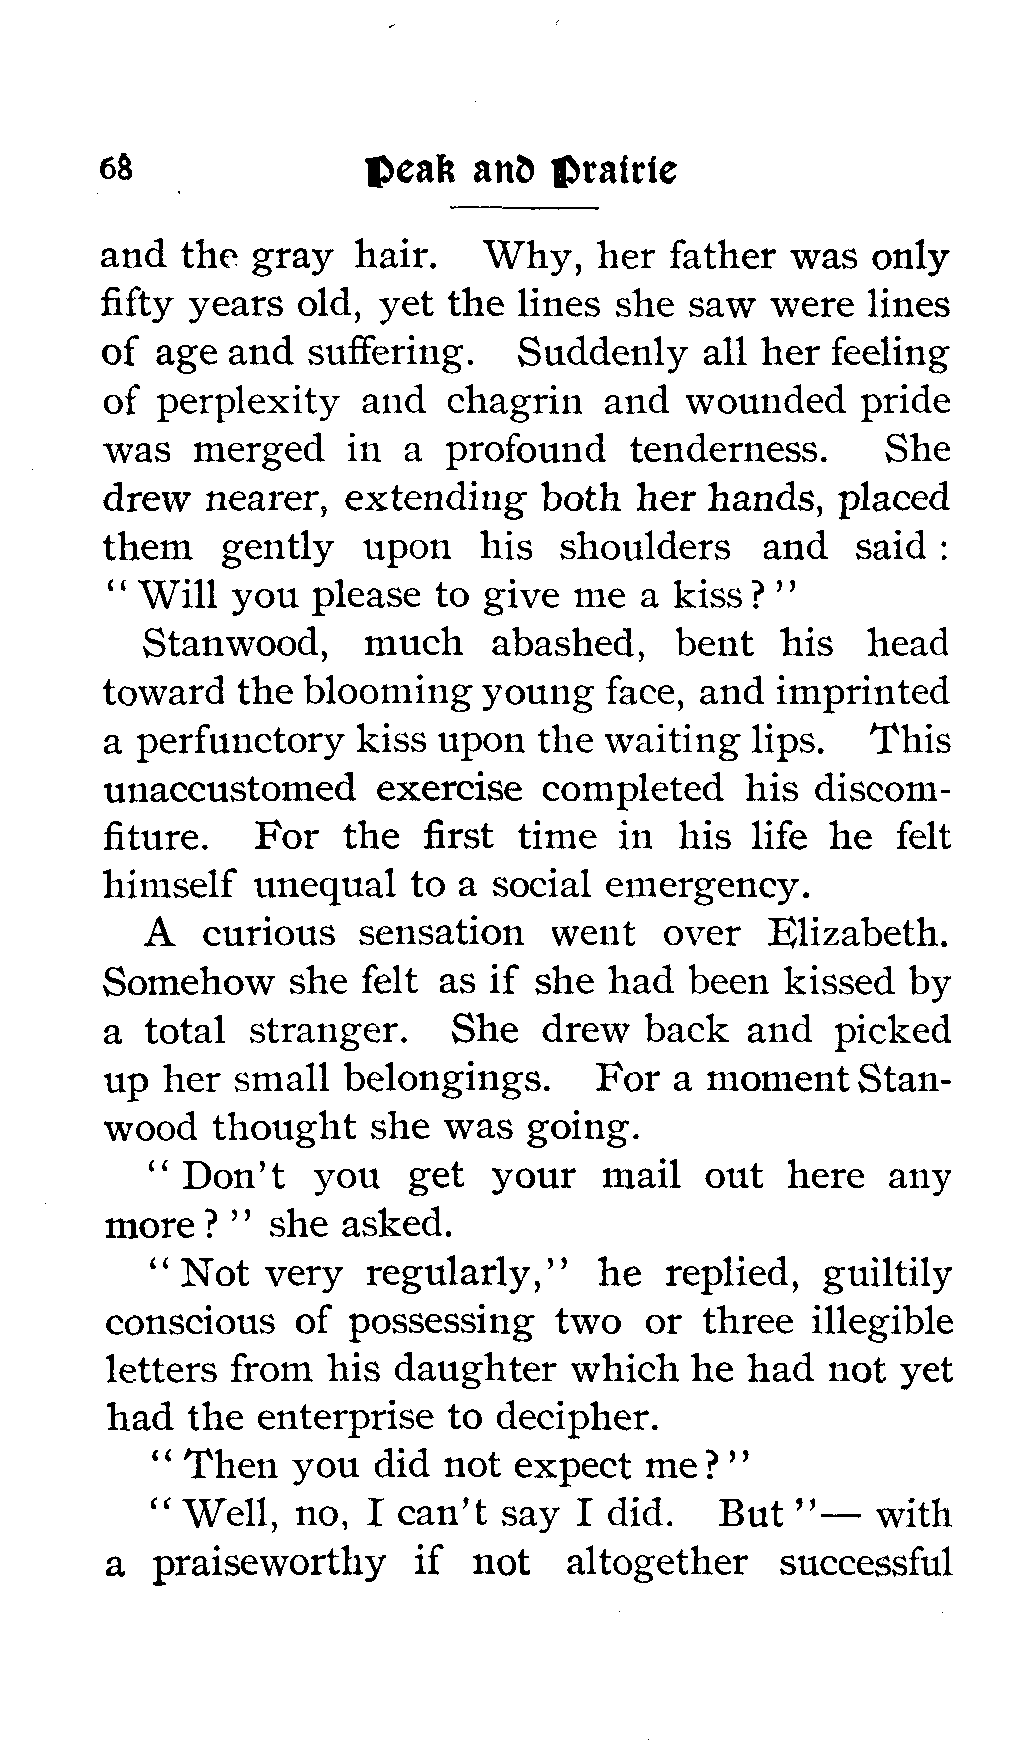 68 Peak and Prairie
and the gray hair. Why, her father was only
fifty years old, yet the lines she saw were lines
of age and suffering. Suddenly all her feeling
of perplexity and chagrin and wounded pride
was merged in a profound tenderness. She
drew nearer, extending both her hands, placed
them gently upon his shoulders and said :
" Will you please to give me a kiss ? "
Stanwood, much abashed, bent his head
toward the blooming young face, and imprinted
a perfunctory kiss upon the waiting lips. This
unaccustomed exercise completed his discom-
fiture. For the first time in his life he felt
himself unequal to a social emergency.
A curious sensation went over Elizabeth.
Somehow she felt as if she had been kissed by
a total stranger. She drew back and picked
up her small belongings. For a moment Stan-
wood thought she was going.
" Don't you get your mail out here any
more ? " she asked.
" Not very regularly," he replied, guiltily
conscious of possessing two or three illegible
letters from his daughter which he had not yet
had the enterprise to decipher.
" Then you did not expect me ? "
" Well, no, I can't say I did. But "— with
a praiseworthy if not altogether successful